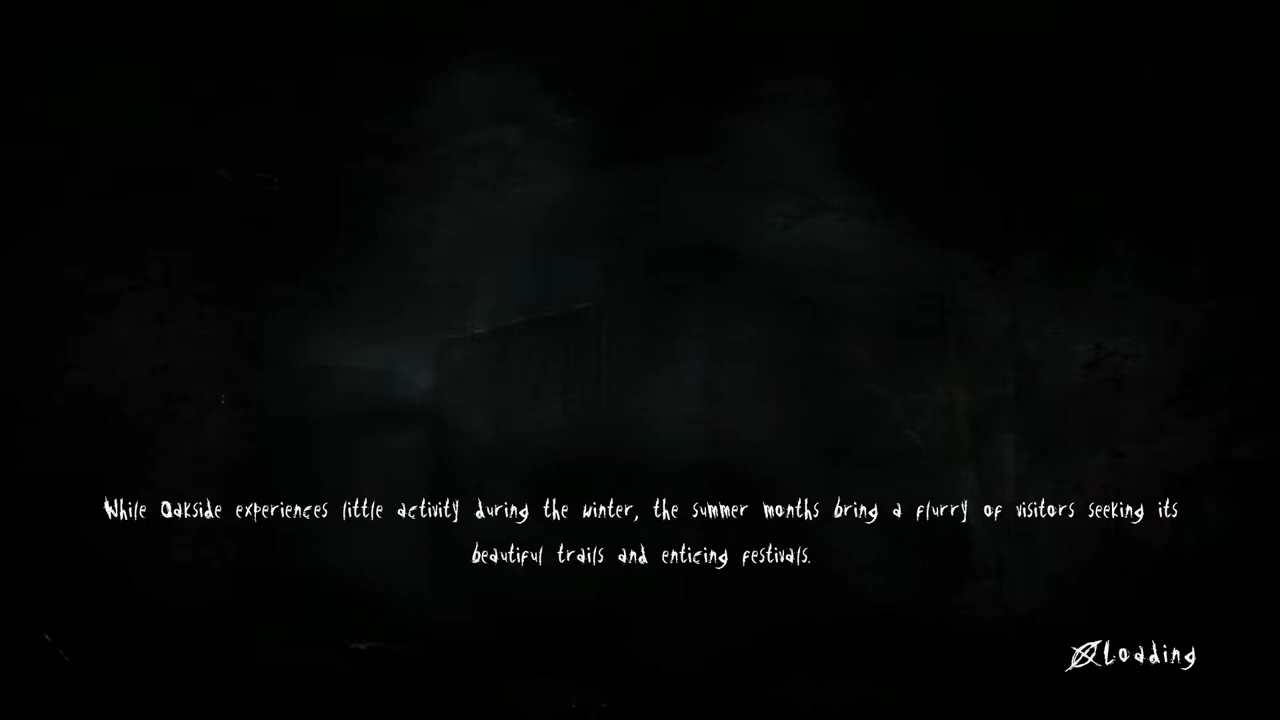 While Oakside experiences little activity during the winter, the summer months bring a flurry of visitors seeking its
beautiful trails and enticing festivals.
Loading